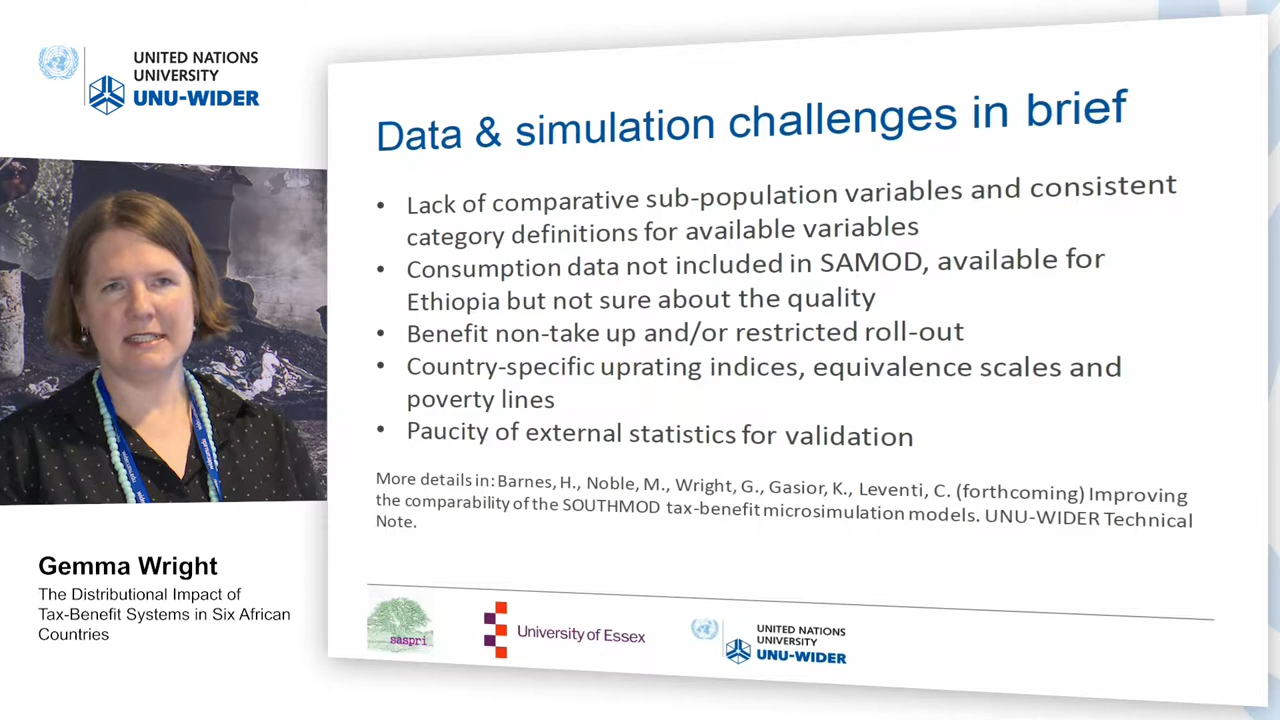 UNITED NATIONS
UNIVERSITY
UNU-WIDER
Data & simulation challenges in brief
• Lack of comparative sub-population variables and consistent
category definitions for available variables
• Consumption data not included in SAMOD, available for
Ethiopia but not sure about the quality
• Benefit non-take up and/or restricted roll-out
• Country-specific uprating indices, equivalence scales and
poverty lines
• Paucity of external statistics for validation
More details in: Barnes, H., Noble, M., Wright, G., Gasior, K., Leventi, C. (forthcoming) Improving
the comparability of the SOUTHMOD tax-benefit microsimulation models. UNU-WIDER Technical
Note.
Gemma Wright
The Distributional Impact of
Tax-Benefit Systems in Six African
Countries
saspri
University of Essex
UNITED NATIONS
UNIVERSITY
UNU-WIDER